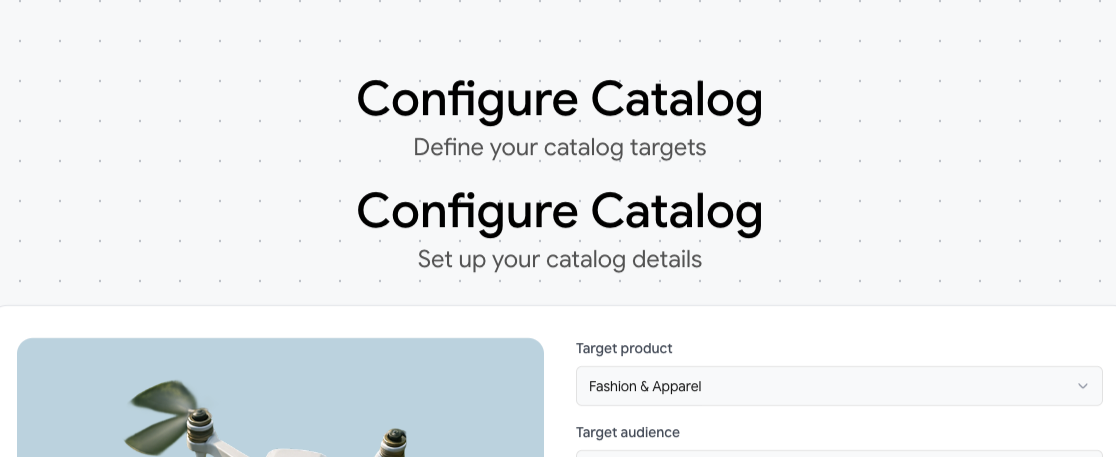 Configure Catalog
Define your catalog targets
Configure Catalog
Set up your catalog details
Target product
Fashion & Apparel
Target audience